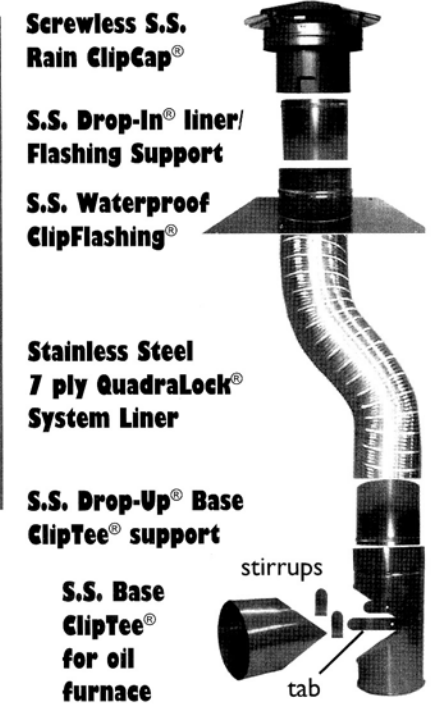 Screwless S.S.
Rain ClipCap®
S.S. Drop-In® liner/
Flashing Support
S.S. Waterproof
ClipFlashing®
Stainless Steel
7 ply QuadraLock®
System Liner
S.S. Drop-Up® Base
ClipTee® support
stirrups
S.S. Base
ClipTee®
for oil
furnace
tab